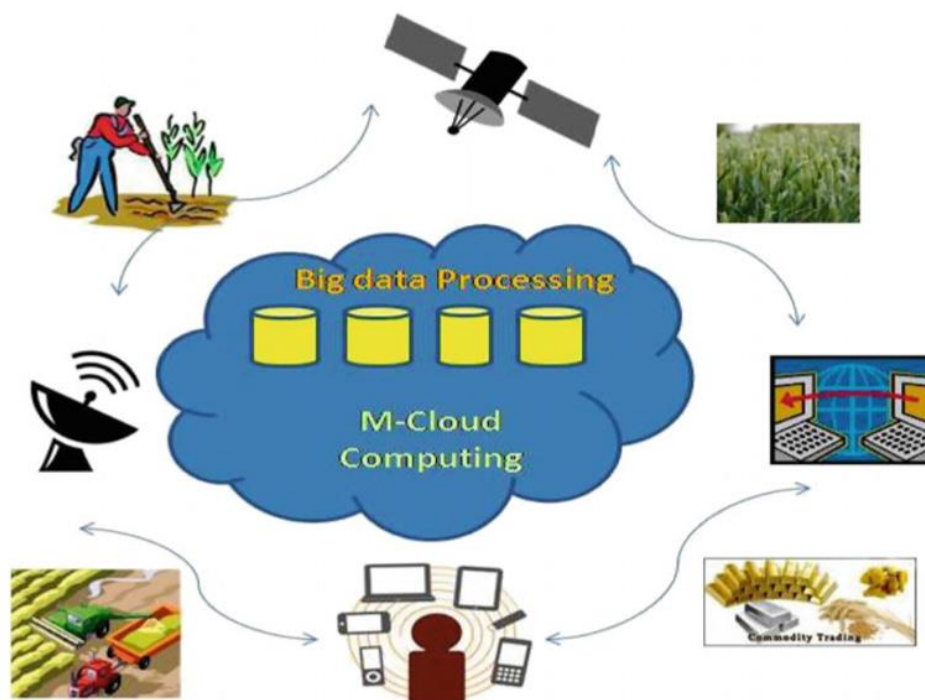 Big data Processing
M-Cloud
Computing
Commodity Trading